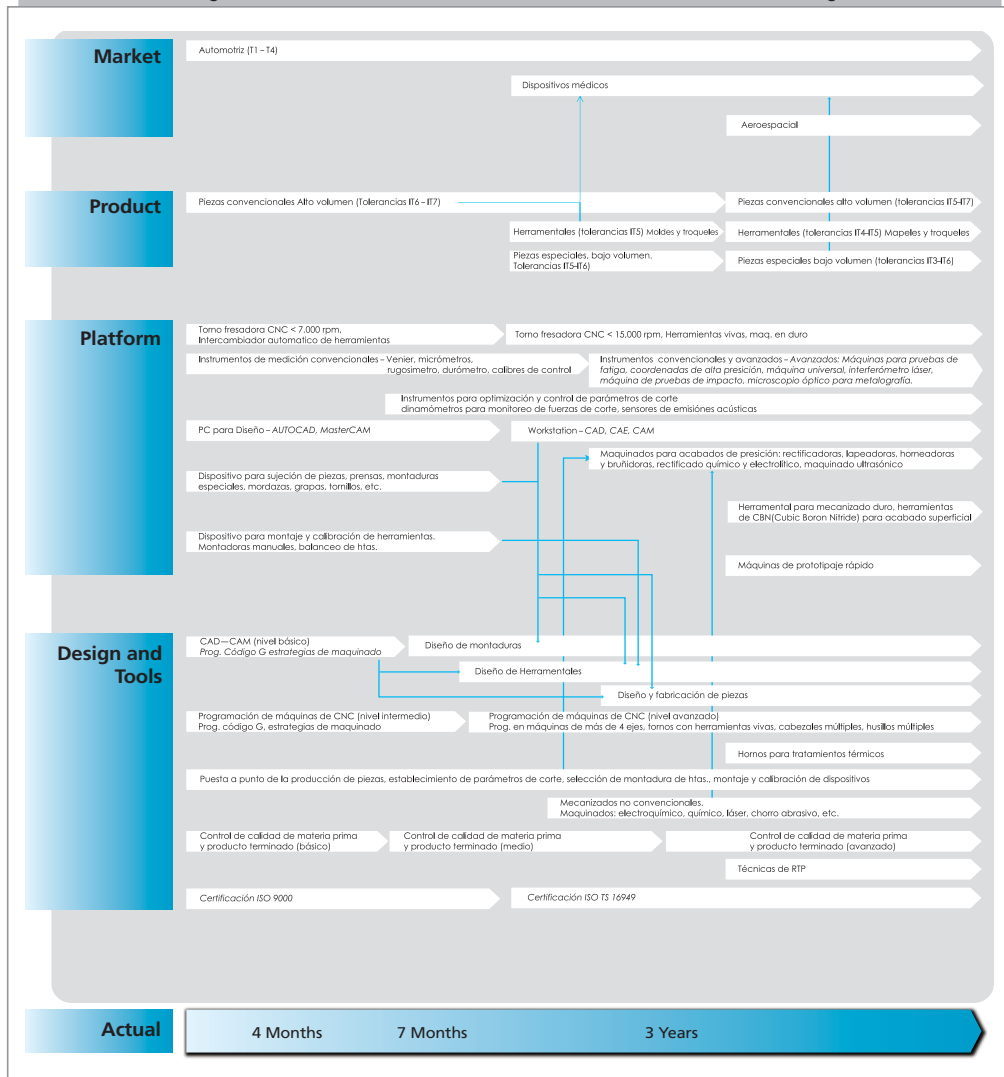 Market
Automotriz (T1 – T4)
Dispositivos médicos
Aeroespacial
Product
Piezas convencionales Alto volumen (Tolerancias IT6 – IT7)
Piezas convencionales alto volumen (tolerancias IT5-IT7)
Herramentales (tolerancias IT5) Moldes y troqueles
Herramentales (tolerancias IT4-IT5) Mapeles y troqueles
Piezas especiales, bajo volumen.
Tolerancias IT5-IT6)
Piezas especiales bajo volumen (tolerancias IT3-IT6)
Platform
Torno fresadora CNC < 7,000 rpm,
Intercambiador automatico de herramientas
Torno fresadora CNC < 15,000 rpm, Herramientas vivas, maq. en duro
Instrumentos de medición convencionales – Venier, micrómetros,
rugosimetro, durómetro, calibres de control
Instrumentos convencionales y avanzados – Avanzados: Máquinas para pruebas de
fatiga, coordenadas de alta presición, máquina universal, interferómetro láser,
máquina de pruebas de impacto, microscopio óptico para metalografía.
Instrumentos para optimización y control de parámetros de corte
dinamómetros para monitoreo de fuerzas de corte, sensores de emisiónes acústicas
PC para Diseño – AUTOCAD, MasterCAM
Workstation – CAD, CAE, CAM
Maquinados para acabados de presición: rectificadoras, lapeadoras, horneadoras
y bruñidoras, rectificado químico y electrolítico, maquinado ultrasónico
Dispositivo para sujeción de piezas, prensas, montaduras
especiales, mordazas, grapas, tornillos, etc.
Herramental para mecanizado duro, herramientas
de CBN(Cubic Boron Nitride) para acabado superficial
Dispositivo para montaje y calibración de herramientas.
Montadoras manuales, balanceo de htas.
Máquinas de prototipaje rápido
Design and
Tools
CAD—CAM (nivel básico)
Prog. Código G estrategias de maquinado
Diseño de montaduras
Diseño de Herramentales
Diseño y fabricación de piezas
Programación de máquinas de CNC (nivel intermedio)
Prog. código G, estrategias de maquinado
Programación de máquinas de CNC (nivel avanzado)
Prog. en máquinas de más de 4 ejes, tornos con herramientas vivas, cabezales múltiples, husillos múltiples
Hornos para tratamientos térmicos
Puesta a punto de la producción de piezas, establecimiento de parámetros de corte, selección de montadura de htas., montaje y calibración de dispositivos
Mecanizados no convencionales.
Maquinados: electroquímico, químico, láser, chorro abrasivo, etc.
Control de calidad de materia prima
y producto terminado (básico)
Control de calidad de materia prima
y producto terminado (medio)
Control de calidad de materia prima
y producto terminado (avanzado)
Técnicas de RTP
Certificación ISO 9000
Certificación ISO TS 16949
Actual
4 Months
7 Months
3 Years